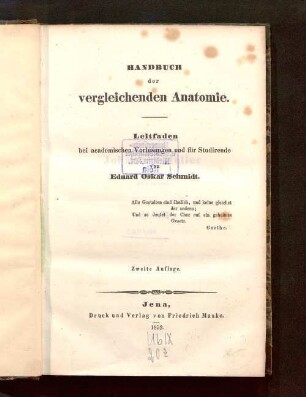 HANDBUCH
der
vergleichenden Anatomie.
Leitfaden
bei academischen Vorlesungen und für Studirende
von
Eduard Oskar Schmidt.
Alle Gestalten sind ähnlich, und keine gleichet
der andern;
Und so deutet der Chor auf ein geheimes
Gesetz.
Goethe.
Zweite Auflage.
Jena,
Druck und Verlag von Friedrich Mauke.
1852.